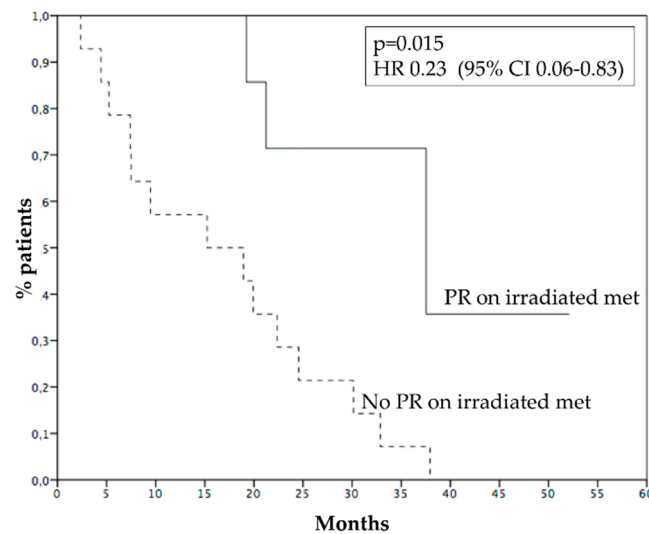 1,0
0,9
0,8
0,7
6
5
4
0,3
0,2
0,1
0,0
% patients
p=0.015
HR 0.23 (95% CI 0.06-0.83)
PR on irradiated met
No PR on irradiated met
0 5 10 15 20 25 30 35 40 45 50 55 60
Months